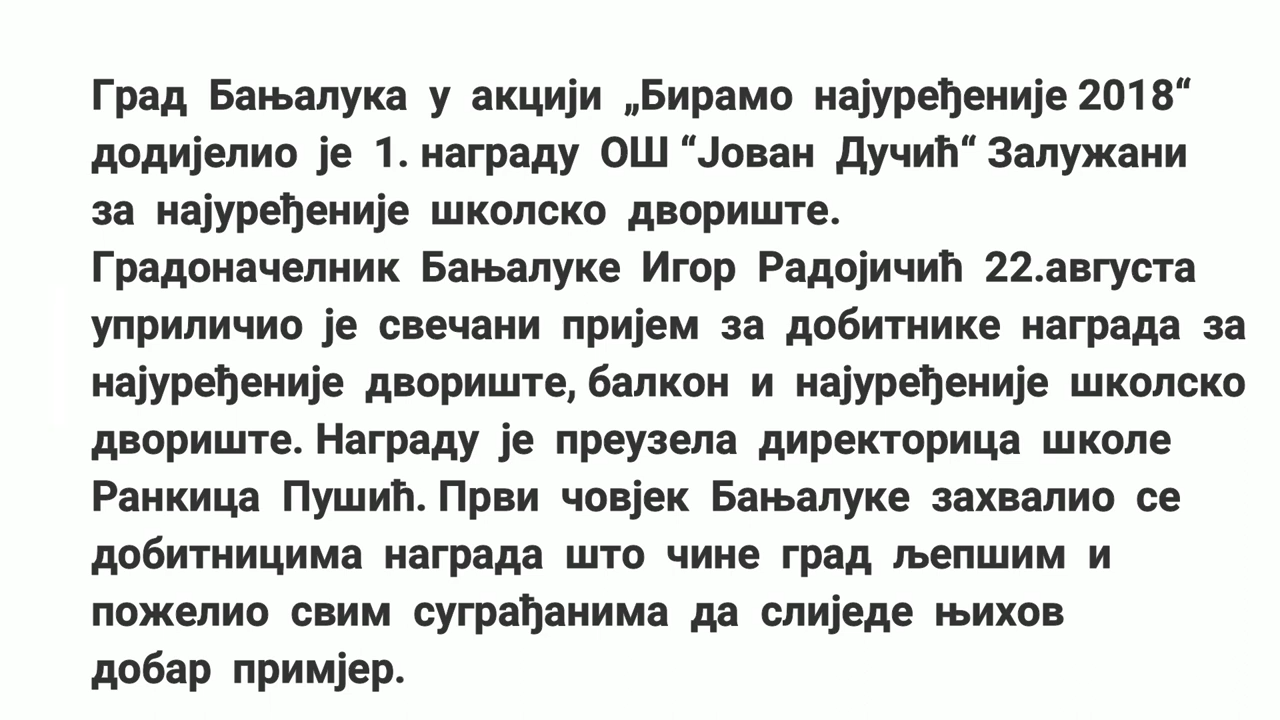 Град Бањалука у акцији „Бирамо најуређеније 2018“
додијелио је 1. награду ОШ “Јован Дучић“ Залужани
за најуређеније школско двориште.
Градоначелник Бањалуке Игор Радојичић 22.августа
уприличио је свечани пријем за добитнике награда за
најуређеније двориште, балкон и најуређеније школско
двориште. Награду је преузела директорица школе
Ранкица Пушић. Први човјек Бањалуке захвалио се
добитницима награда што чине град љепшим и
пожелио свим суграђанима да слиједе њихов
добар примјер.